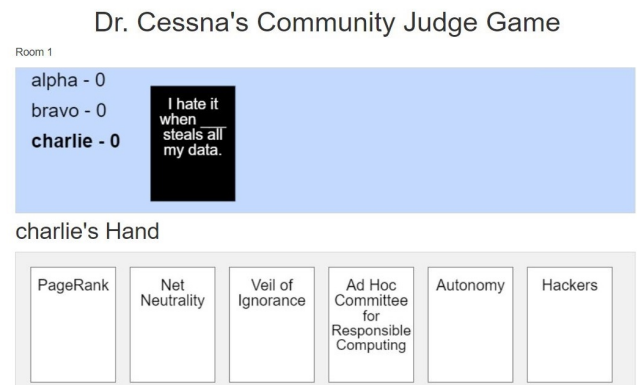 Dr. Cessna's Community Judge Game
Room 1
alpha - 0
bravo - 0
charlie - 0
I hate it
when ____
steals all
my data.
charlie's Hand
PageRank
Net
Neutrality
Veil of
Ignorance
Ad Hoc
Committee
for
Responsible
Computing
Autonomy
Hackers